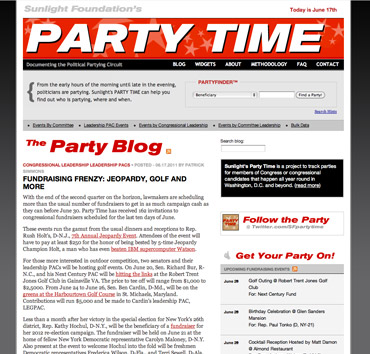 Sunlight Foundation's
Today is June 17th
PARTY TIME
Documenting the Political Partying Circuit
BLOG WIDGETS ABOUT METHODOLOGY FAQ CONTACT
From the early hours of the morning until late in the evening,
politicians are partying. Sunlight's PARTY TIME can help you
find out who is partying, where and when.
PARTYFINDER™
Beneficiary
Find a Party!
Events By Committee
Leadership PAC Events
Events by Congressional Leadership
Events by Committee Leadership
Bulk Data
The Party Blog
CONGRESSIONAL LEADERSHIP LEADERSHIP PACS • POSTED - 06.17.2011 BY PATRICK
SIMMONS
FUNDRAISING FRENZY: JEOPARDY, GOLF AND
MORE
With the end of the second quarter on the horizon, lawmakers are scheduling
more than the usual number of fundraisers to get in as much campaign cash as
they can before June 30. Party Time has received 119 invitations to
congressional fundraisers scheduled for the last ten days of June.
These events run the gamut from the usual dinners and receptions to Rep.
Rush Holt's, D-N.J., 7th Annual Jeopardy Event. Attendees of the event will
have to pay at least $250 for the honor of being bested by 5-time Jeopardy
Champion Holt, a man who has even beaten IBM supercomputer Watson.
For those more interested in outdoor competition, two senators and their
leadership PACs will be hosting golf events. On June 20, Sen. Richard Bur, R-
N.C., and his Next Century PAC will be hitting the links at the Robert Trent
Jones Golf Club in Gainsville, Va. The price to tee off will range from $1,000 to
$2,5000. From June 24 to June 26, Sen. Ben Cardin, D-Md., will be on the
greens at the Harbourtown Golf Course in St. Michaels, Maryland.
Contributions will run $5,000 and be made to Cardin's leadership PAC,
LEGPAC.
Less than a month after her victory in the special election for New York's 26th
district, Rep. Kathy Hochul, D-N.Y., will be the beneficiary of a fundraiser for
her 2012 re-election campaign. The fundraiser will be held on June 21 at the
home of fellow New York Democratic representative Carolyn Maloney, D-N.Y.
Also present at the event to welcome Hochul into the fold will be freshmen
Democratic representatives Frederica Wilson, D-Fla., and Terri Sewell, D-Ala.
Search blog:
Sunlight's Party Time is a project to track parties
for members of Congress or congressional
candidates that happen all year round in
Washington, D.C. and beyond. (read more)
PARTY TIME
Follow the Party
@ Twitter.com/SFpartytime
Get Your Party On!
UPCOMING FUNDRAISING EVENTS
Golf Outing @ Robert Trent Jones
Golf Club
For: Next Century Fund
Birthday Celebration @ Glen Sanders
Mansion
For: Rep. Paul Tonko (D, NY-21)
Cocktail Reception Hosted by Matt Damon
@ Almond Restaurant